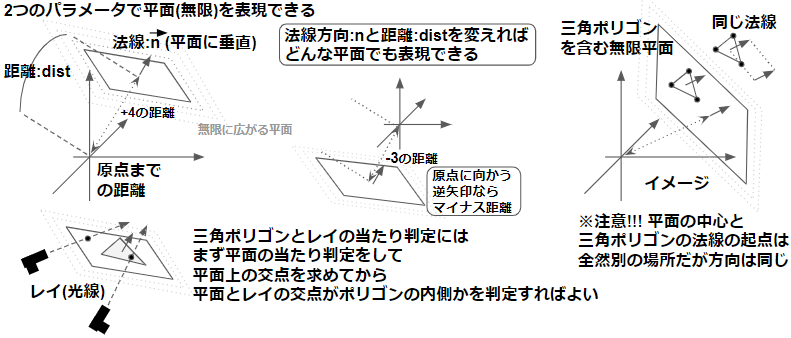 2つのパラメータで平面(無限)を表現できる
法線:n (平面に垂直)
距離:dist
+4の距離
無限に広がる平面
原点まで
の距離
法線方向:nと距離:distを変えれば
どんな平面でも表現できる
-3の距離
原点に向かう
逆矢印なら
マイナス距離
三角ポリゴン
を含む無限平面
同じ法線
イメージ
※注意!!! 平面の中心と
三角ポリゴンの法線の起点は
全然別の場所だが方向は同じ
レイ(光線)
三角ポリゴンとレイの当たり判定には
まず平面の当たり判定をして
平面上の交点を求めてから
平面とレイの交点がポリゴンの内側かを判定すればよい